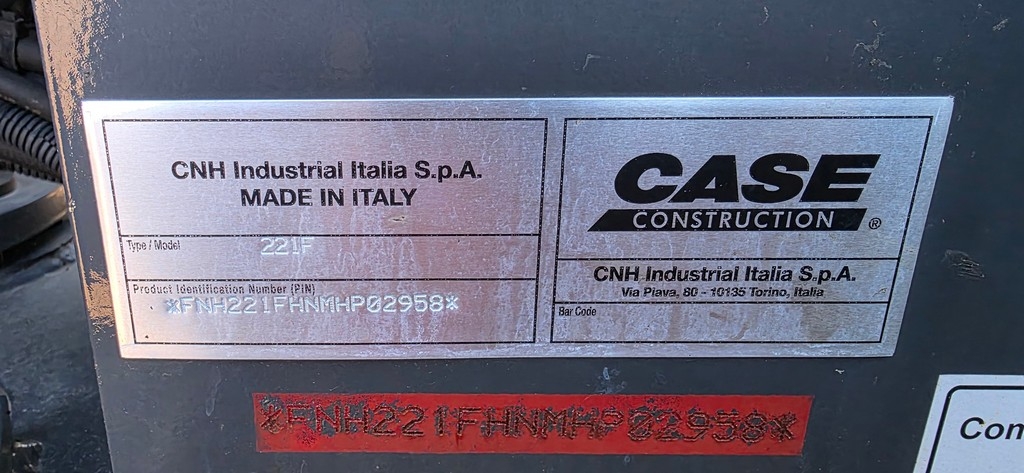 CNH Industrial Italia S.p.A.
MADE IN ITALY
Type / Model 221F
Product Identification Number (PIN)
*FNH221FHNMHP02958*
CASE
CONSTRUCTION ®
CNH Industrial Italia S.p.A.
Via Piava, 80 - 10135 Torino, Italia
Bar Code
*FNH221FHNMHP02958*
Con